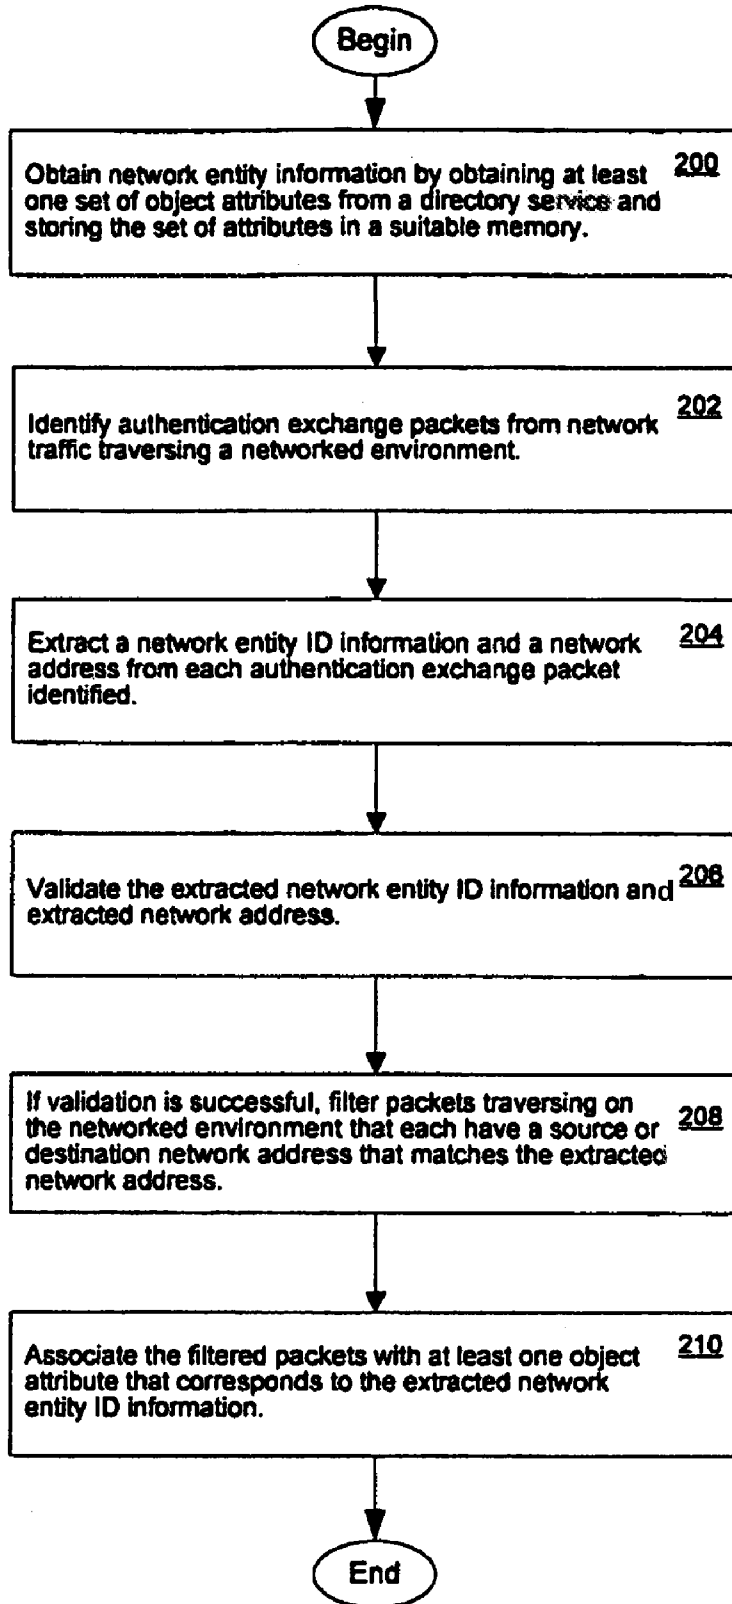 Begin
200
Obtain network entity information by obtaining at least
one set of object attributes from a directory service and
storing the set of attributes in a suitable memory.
202
Identify authentication exchange packets from network
traffic traversing a networked environment.
204
Extract a network entity ID information and a network
address from each authentication exchange packet
identified.
206
Validate the extracted network entity ID information and
extracted network address.
If validation is successful, filter packets traversing on
208
the networked environment that each have a source or
destination network address that matches the extracted
network address.
210
Associate the filtered packets with at least one object
attribute that corresponds to the extracted network
entity ID information.
End